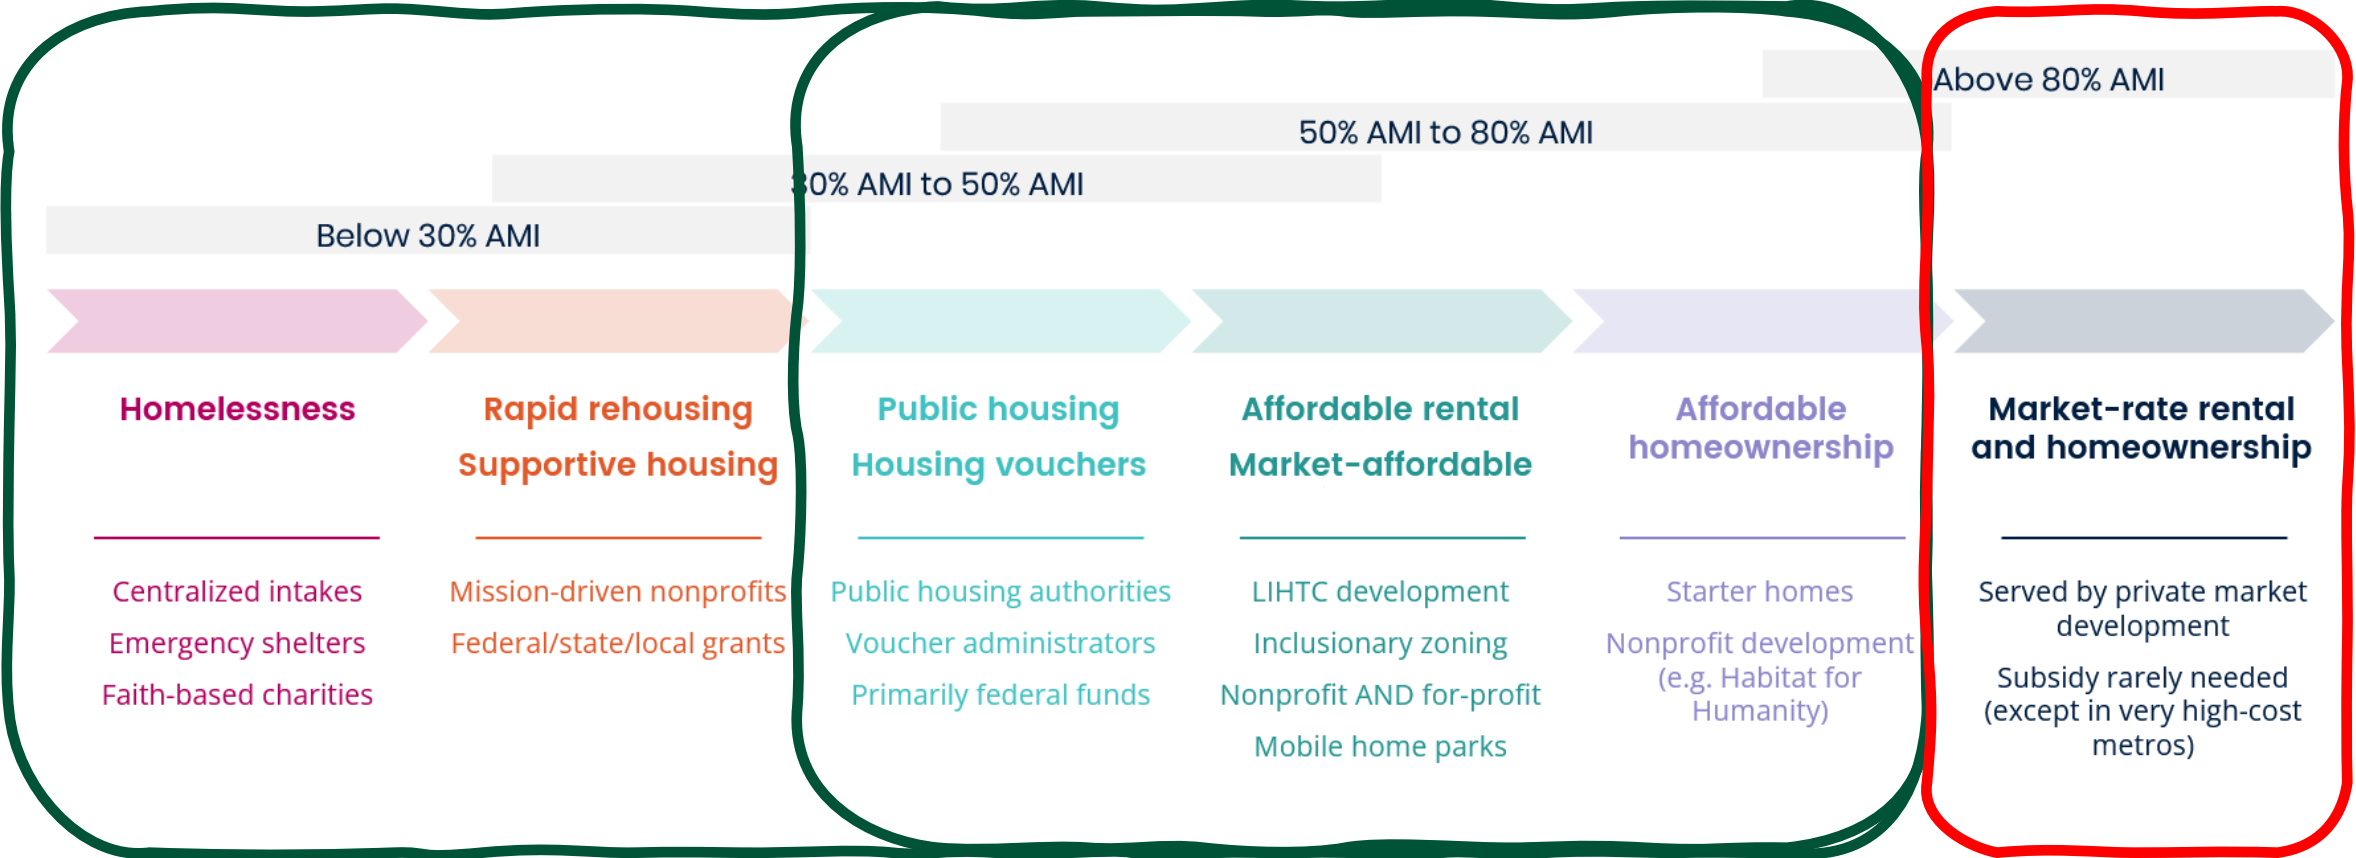 Above 80% AMI
50% AMI to 80% AMI
30% AMI to 50% AMI
Below 30% AMI
Homelessness
Centralized intakes
Emergency shelters
Faith-based charities
Rapid rehousing
Supportive housing
Mission-driven nonprofits
Federal/state/local grants
Public housing
Housing vouchers
Public housing authorities
Voucher administrators
Primarily federal funds
Affordable rental
Market-affordable
LIHTC development
Inclusionary zoning
Nonprofit AND for-profit
Mobile home parks
Affordable
homeownership
Starter homes
Nonprofit development
(e.g. Habitat for
Humanity)
Market-rate rental
and homeownership
Served by private market
development
Subsidy rarely needed
(except in very high-cost
metros)